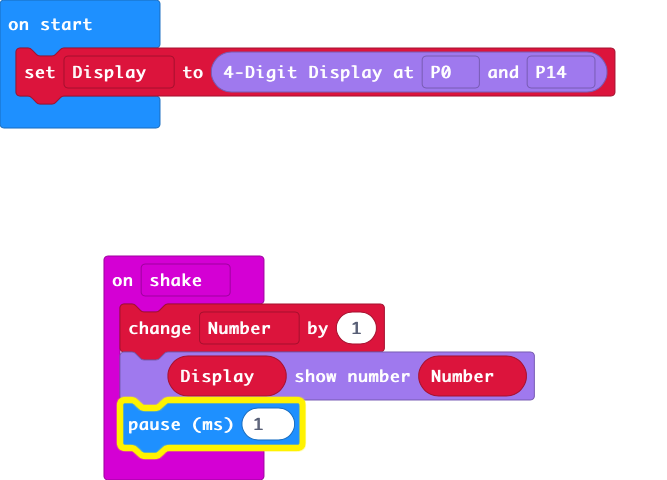 on start
set Display to 4-Digit Display at P0 and P14
on shake
change Number by 1
Display show number Number
pause (ms) 1